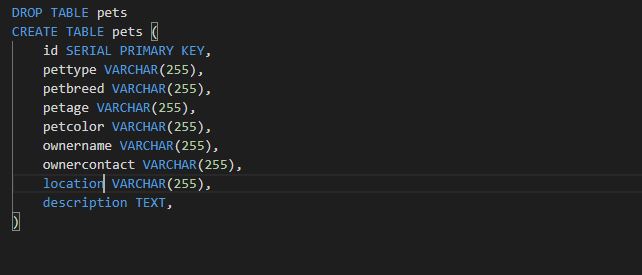 DROP TABLE pets
CREATE TABLE pets (
    id SERIAL PRIMARY KEY,
    pettype VARCHAR(255),
    petbreed VARCHAR(255),
    petage VARCHAR(255),
    petcolor VARCHAR(255),
    ownername VARCHAR(255),
    ownercontact VARCHAR(255),
    location VARCHAR(255),
    description TEXT,
)